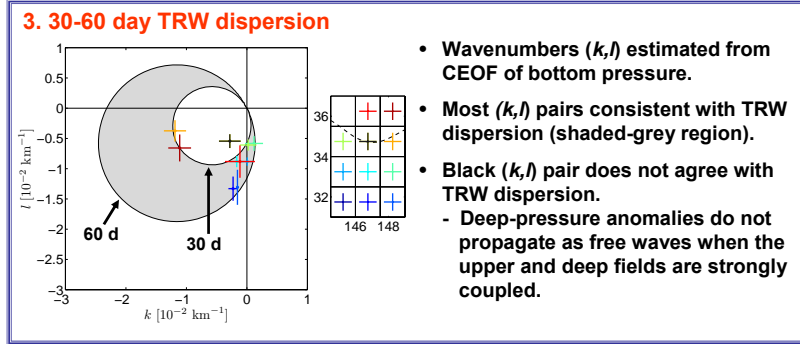 3. 30-60 day TRW dispersion
1
0.5
0
−0.5
−1
−1.5
−2
−2.5
−3
−3
−2
−1
0
1
l [10⁻² km⁻¹]
k [10⁻² km⁻¹]
60 d
30 d
36
34
32
146
148
• Wavenumbers (k,l) estimated from
CEOF of bottom pressure.
• Most (k,l) pairs consistent with TRW
dispersion (shaded-grey region).
• Black (k,l) pair does not agree with
TRW dispersion.
- Deep-pressure anomalies do not
propagate as free waves when the
upper and deep fields are strongly
coupled.